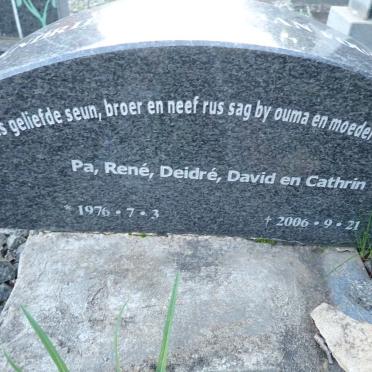 s geliefde seun, broer en neef rus sag by ouma en moeder
Pa, René, Deidré, David en Cathrin
* 1976 • 7 • 3
† 2006 • 9 • 21